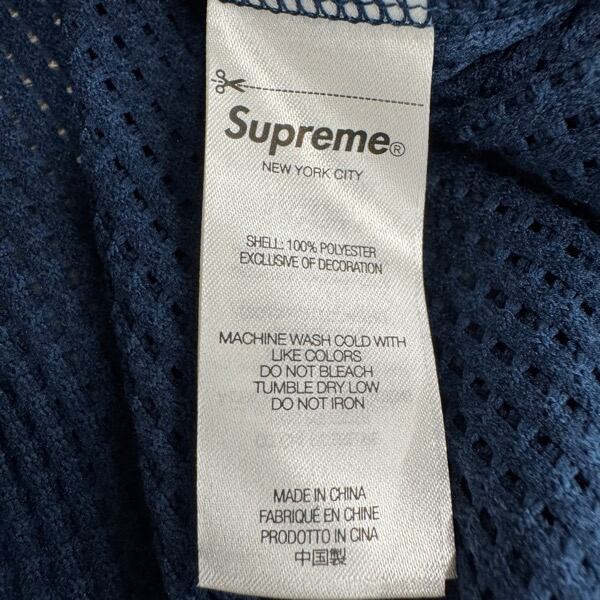 Supreme®
NEW YORK CITY
SHELL: 100% POLYESTER
EXCLUSIVE OF DECORATION
MACHINE WASH COLD WITH
LIKE COLORS
DO NOT BLEACH
TUMBLE DRY LOW
DO NOT IRON
MADE IN CHINA
FABRIQUÉ EN CHINE
PRODOTTO IN CINA
中国製